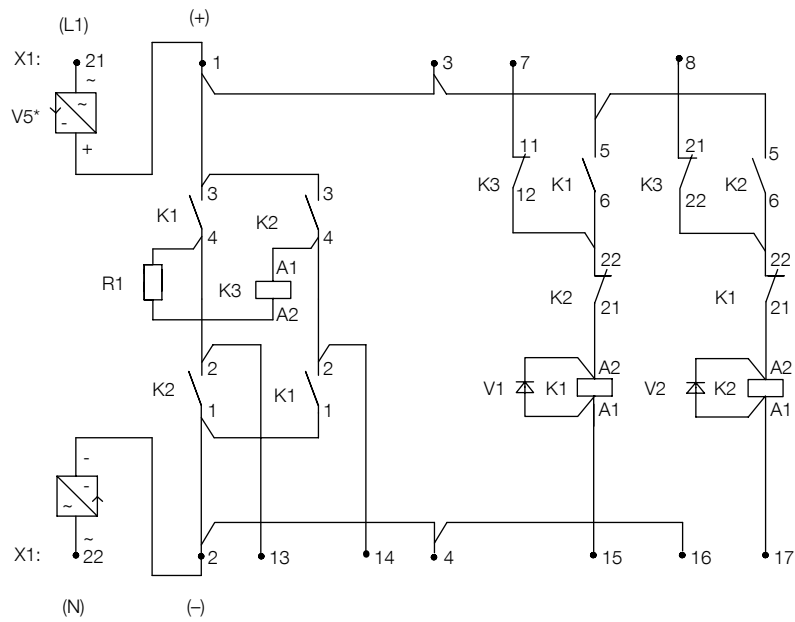 (L1) (+)
X1: 21 1 3 7 8
~
V5* ~
-
+
11 5 21 5
K3 K1 K3 K2
12 6 22 6
3 3
K1 K2
4 4
22 22
R1 K3 A1
A2
K2 21 K1 21
2 2
K2 K1
1 1
A2 A2
V1 K1 V2 K2
A1 A1
-
-
~
~
X1: 22 2 13 14 4 15 16 17
(N) (–)